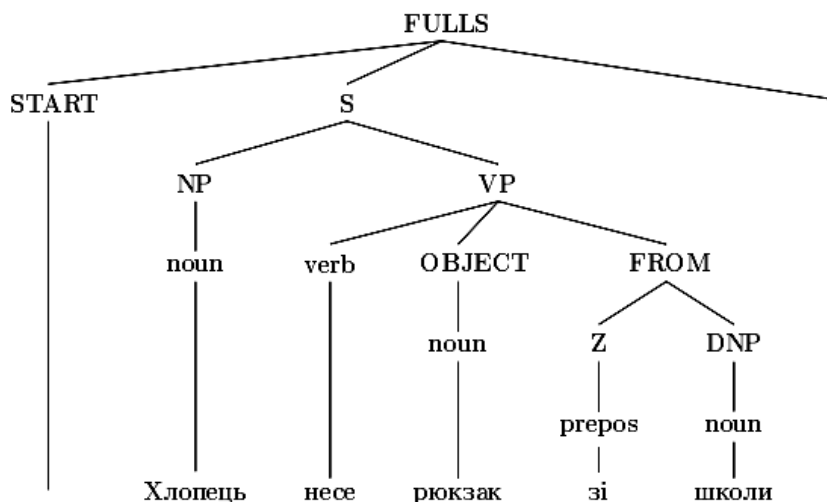 FULLS
START S
NP VP
noun verb OBJECT FROM
noun Z DNP
prepos noun
Хлопець несе рюкзак зі школи